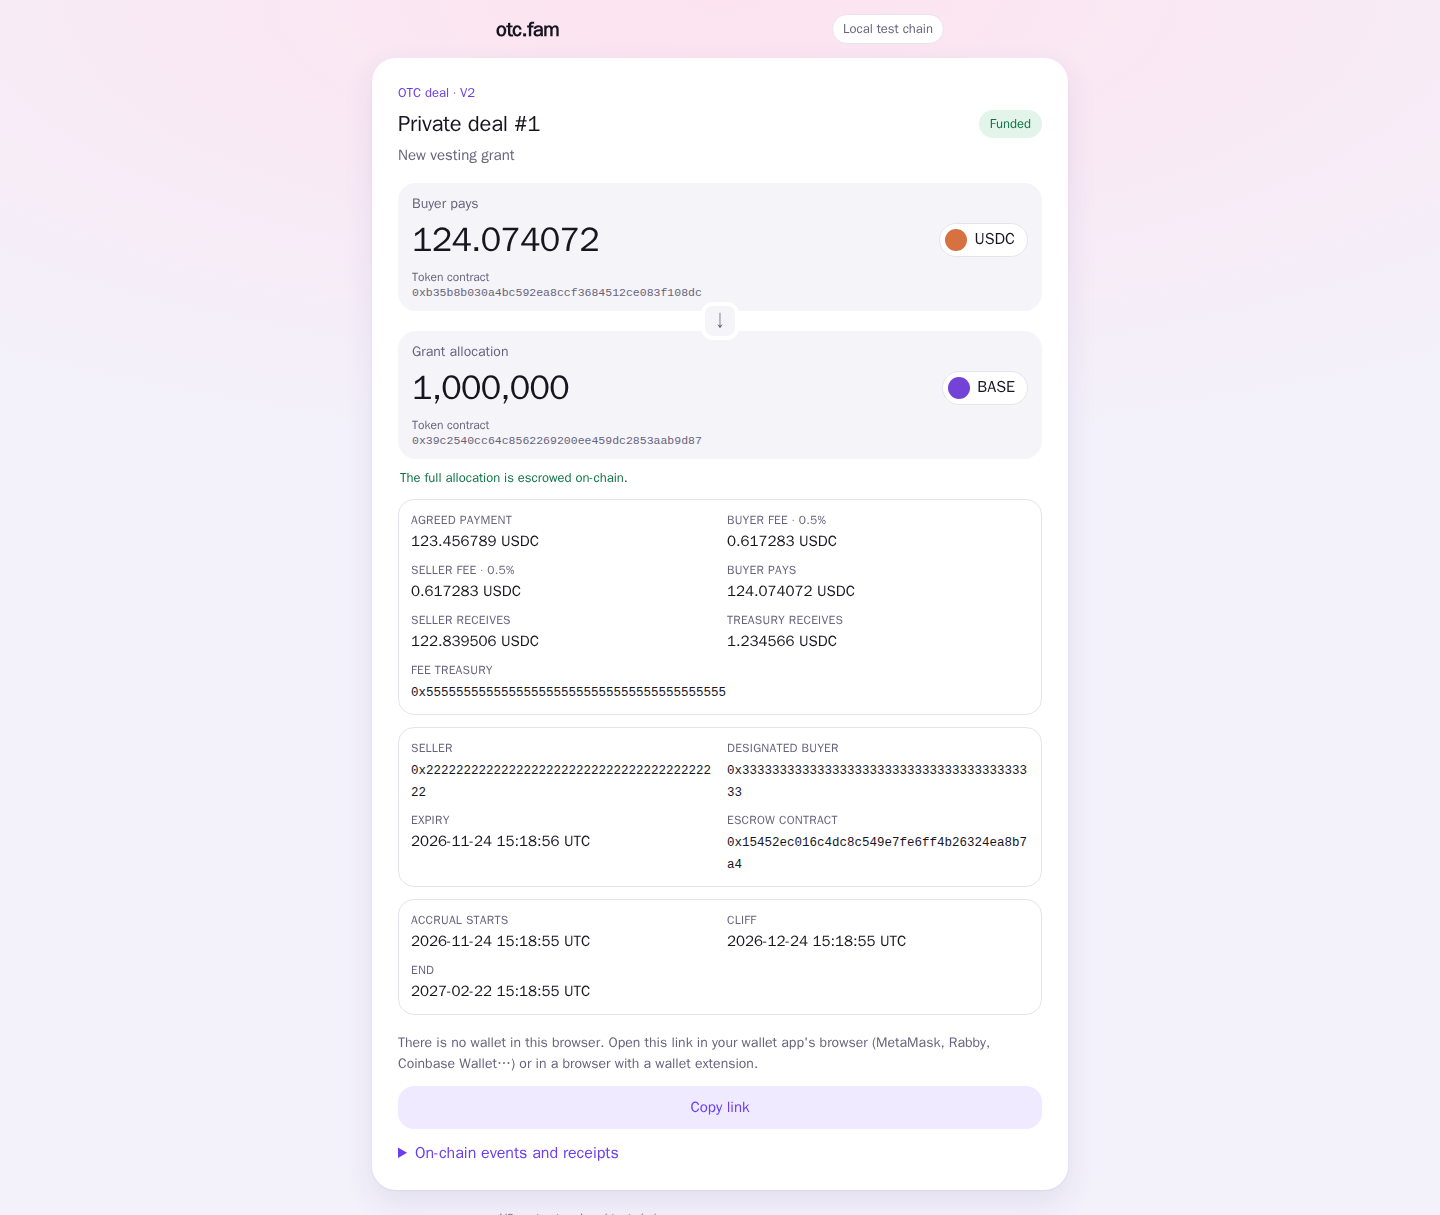 otc.fam
Local test chain
OTC deal · V2
Private deal #1
Funded
New vesting grant
Buyer pays
124.074072
USDC
Token contract
0xb35b8b030a4bc592ea8ccf3684512ce083f108dc
↓
Grant allocation
1,000,000
BASE
Token contract
0x39c2540cc64c8562269200ee459dc2853aab9d87
The full allocation is escrowed on-chain.
AGREED PAYMENT
123.456789 USDC
BUYER FEE · 0.5%
0.617283 USDC
SELLER FEE · 0.5%
0.617283 USDC
BUYER PAYS
124.074072 USDC
SELLER RECEIVES
122.839506 USDC
TREASURY RECEIVES
1.234566 USDC
FEE TREASURY
0x5555555555555555555555555555555555555555
SELLER
0x22222222222222222222222222222222222222
22
DESIGNATED BUYER
0x33333333333333333333333333333333333333
33
EXPIRY
2026-11-24 15:18:56 UTC
ESCROW CONTRACT
0x15452ec016c4dc8c549e7fe6ff4b26324ea8b7
a4
ACCRUAL STARTS
2026-11-24 15:18:55 UTC
CLIFF
2026-12-24 15:18:55 UTC
END
2027-02-22 15:18:55 UTC
There is no wallet in this browser. Open this link in your wallet app's browser (MetaMask, Rabby,
Coinbase Wallet…) or in a browser with a wallet extension.
Copy link
On-chain events and receipts